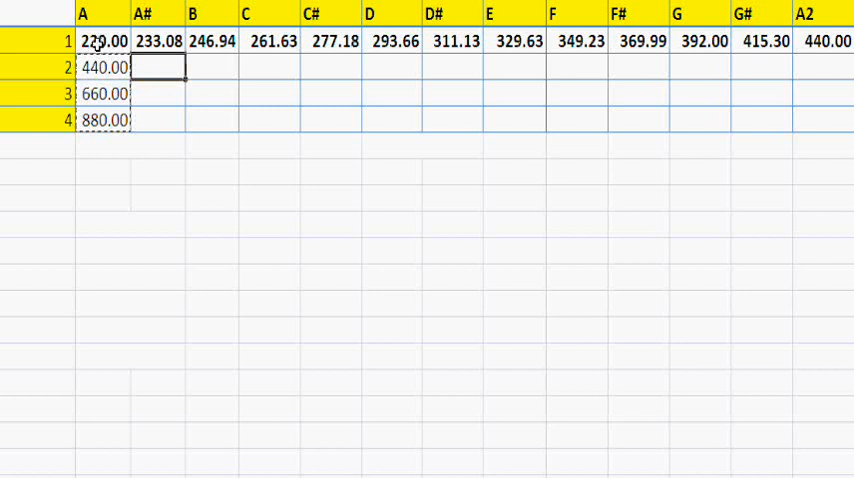 A A# B C C# D D# E F F# G G# A2
1 220.00 233.08 246.94 261.63 277.18 293.66 311.13 329.63 349.23 369.99 392.00 415.30 440.00
2 440.00
3 660.00
4 880.00